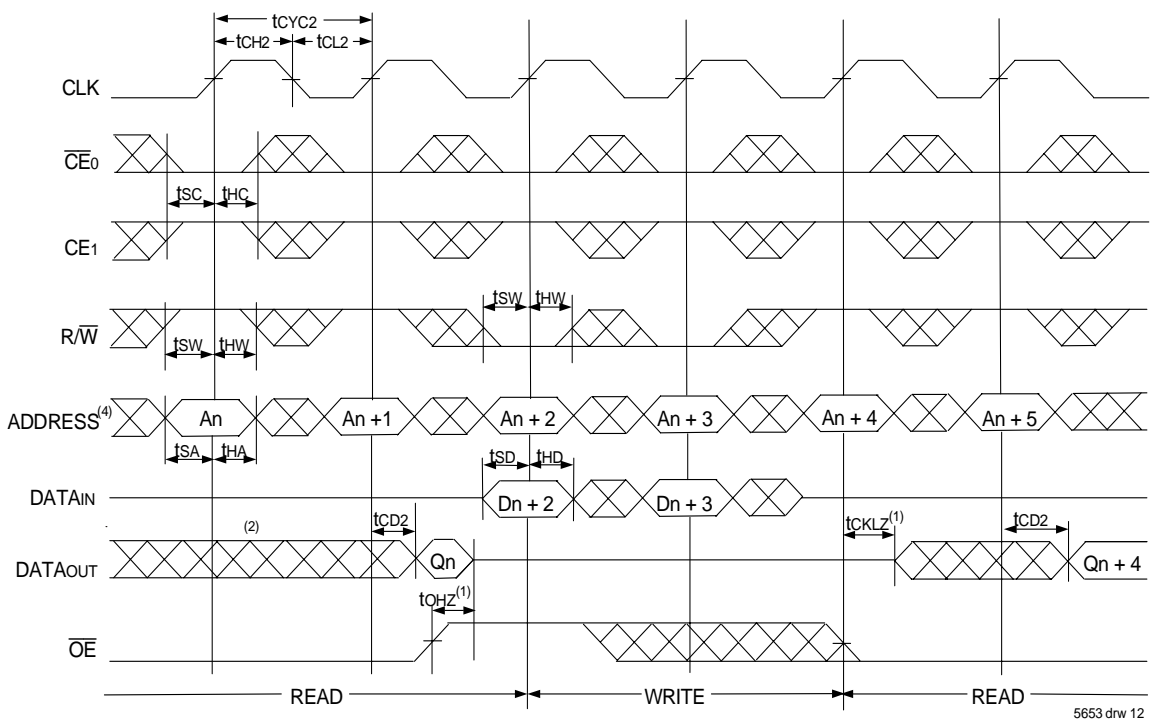 tCYC2
tCH2 tCL2
CLK
CE0
tSC tHC
CE1
tSW tHW
R/W
tSW tHW
ADDRESS(4) An An + 1 An + 2 An + 3 An + 4 An + 5
tSA tHA
tSD tHD
DATAIN Dn + 2 Dn + 3
(2) tCD2 tCKLZ(1) tCD2
DATAOUT Qn Qn + 4
tOHZ(1)
OE
READ WRITE READ
5653 drw 12